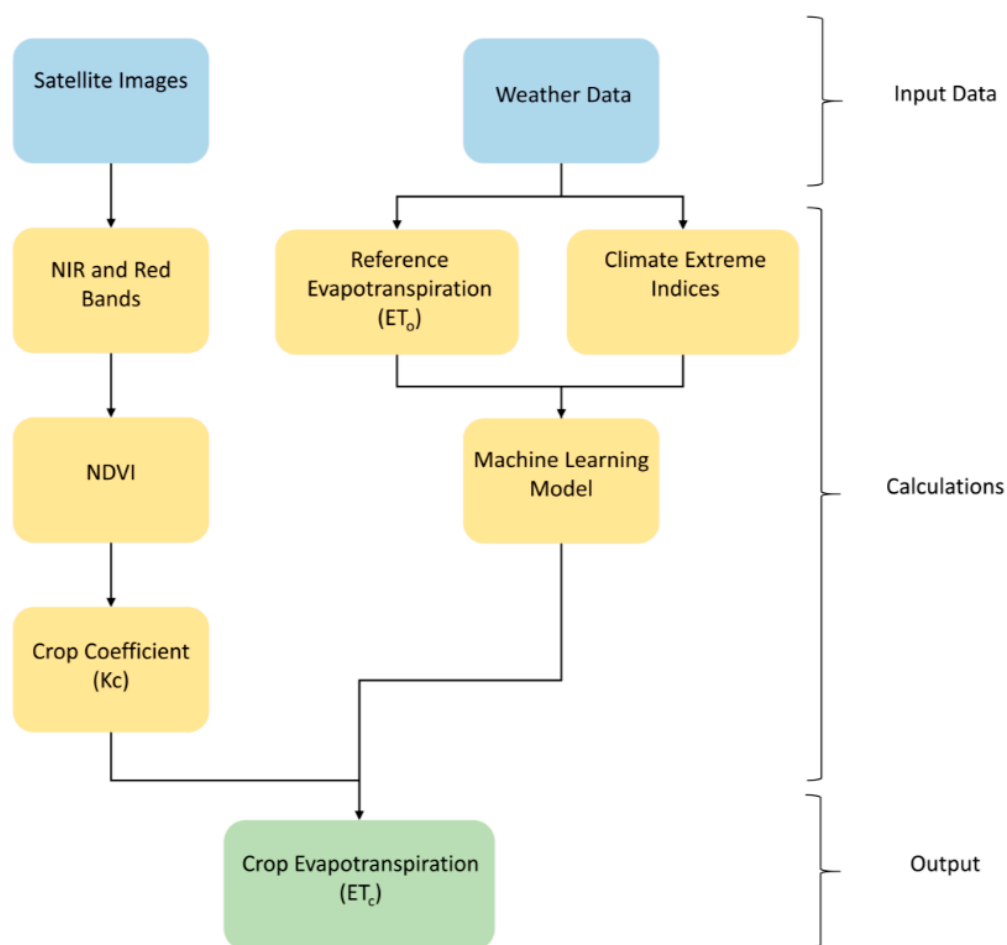 Satellite Images
Weather Data
Input Data
NIR and Red
Bands
Reference
Evapotranspiration
(ETₒ)
Climate Extreme
Indices
NDVI
Machine Learning
Model
Calculations
Crop Coefficient
(Kc)
Crop Evapotranspiration
(ET꜀)
Output